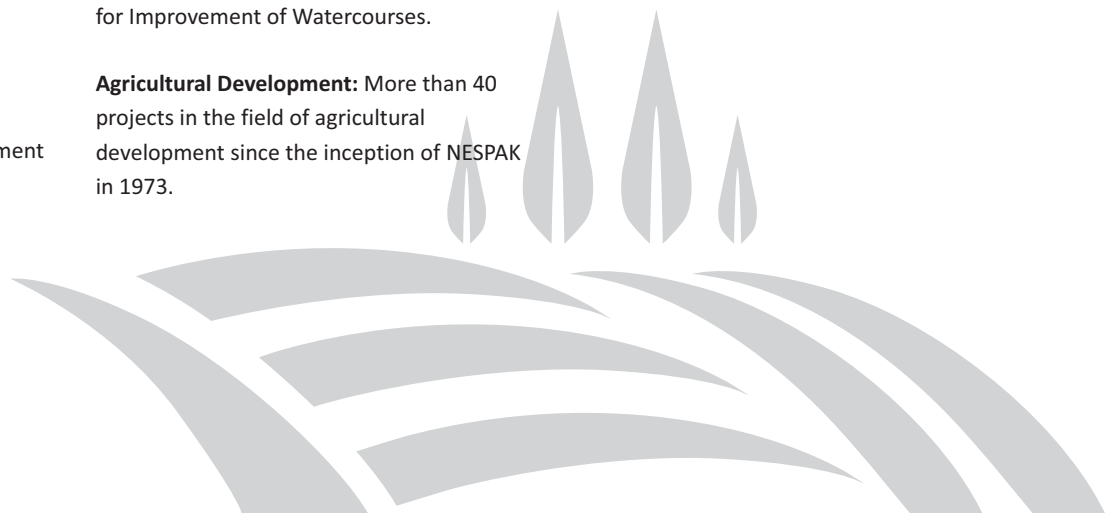 for Improvement of Watercourses.
Agricultural Development: More than 40
projects in the field of agricultural
development since the inception of NESPAK
in 1973.
ment